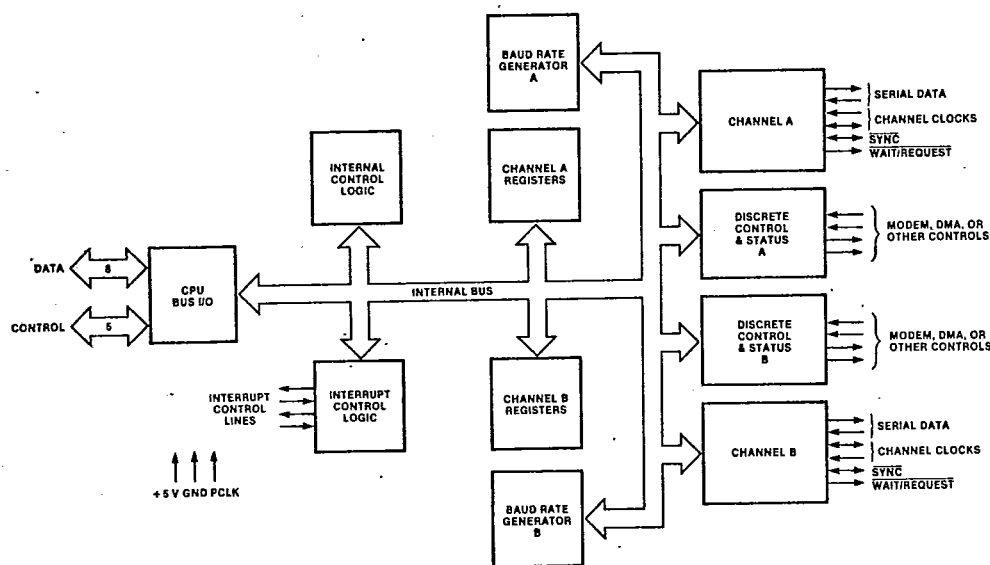 BAUD RATE
GENERATOR
A
CHANNEL A
SERIAL DATA
CHANNEL CLOCKS
SYNC
WAIT/REQUEST
INTERNAL
CONTROL
LOGIC
CHANNEL A
REGISTERS
DISCRETE
CONTROL
& STATUS
A
MODEM, DMA, OR
OTHER CONTROLS
DATA
8
CPU
BUS I/O
INTERNAL BUS
CONTROL
5
DISCRETE
CONTROL
& STATUS
B
MODEM, DMA, OR
OTHER CONTROLS
INTERRUPT
CONTROL
LINES
INTERRUPT
CONTROL
LOGIC
CHANNEL B
REGISTERS
CHANNEL B
SERIAL DATA
CHANNEL CLOCKS
SYNC
WAIT/REQUEST
+5 V GND PCLK
BAUD RATE
GENERATOR
B